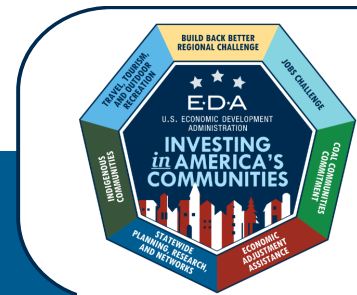 BUILD BACK BETTER
REGIONAL CHALLENGE
JOBS CHALLENGE
COAL COMMUNITIES
COMMITMENT
ECONOMIC
ADJUSTMENT
ASSISTANCE
STATEWIDE
PLANNING, RESEARCH,
AND NETWORKS
INDIGENOUS
COMMUNITIES
TRAVEL, TOURISM,
AND OUTDOOR
RECREATION
E·D·A
U.S. ECONOMIC DEVELOPMENT
ADMINISTRATION
INVESTING
in AMERICA'S
COMMUNITIES